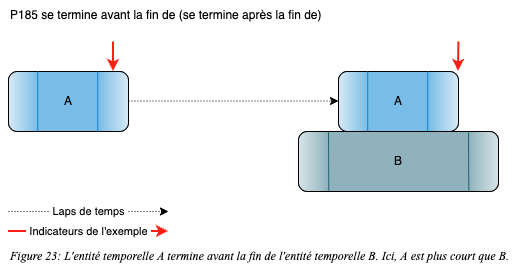 P185 se termine avant la fin de (se termine après la fin de)
A
A
B
Laps de temps
Indicateurs de l'exemple
Figure 23: L'entité temporelle A termine avant la fin de l'entité temporelle B. Ici, A est plus court que B.